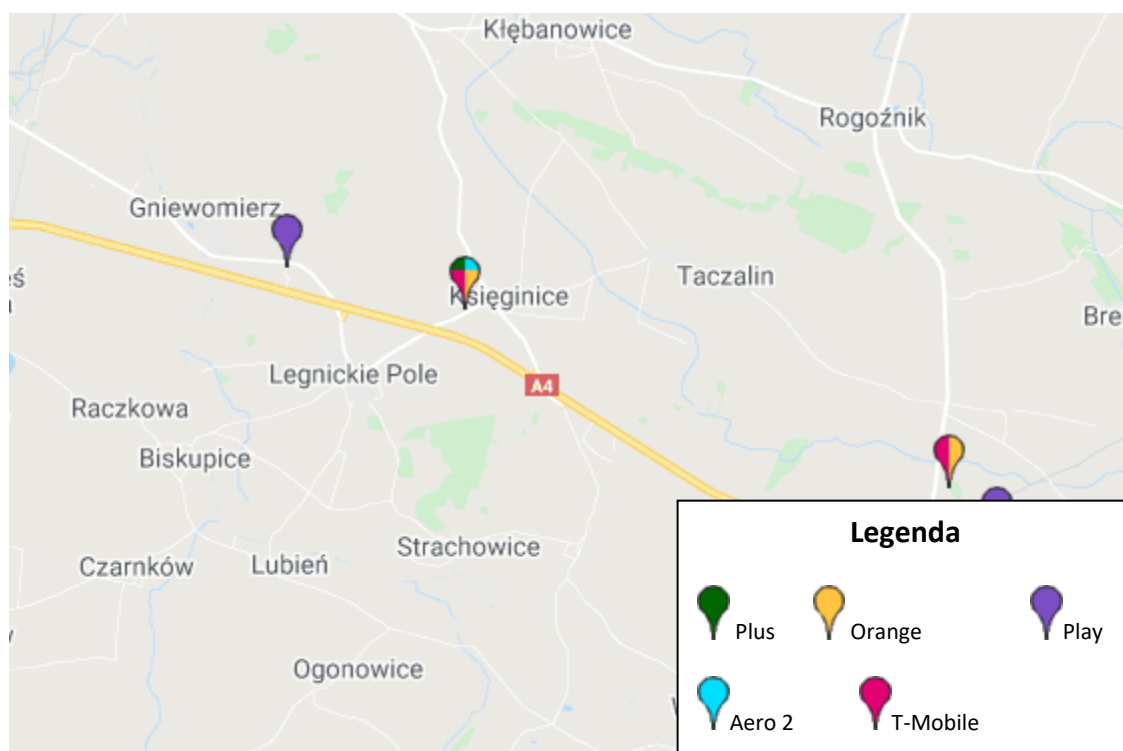 Kłębanowice
Rogoźnik
Gniewomierz
Taczalin
Księginice
Bre
Legnickie Pole
A4
Raczkowa
Biskupice
Strachowice
Czarnków
Lubień
Ogonowice
Legenda
Plus
Orange
Play
Aero 2
T-Mobile